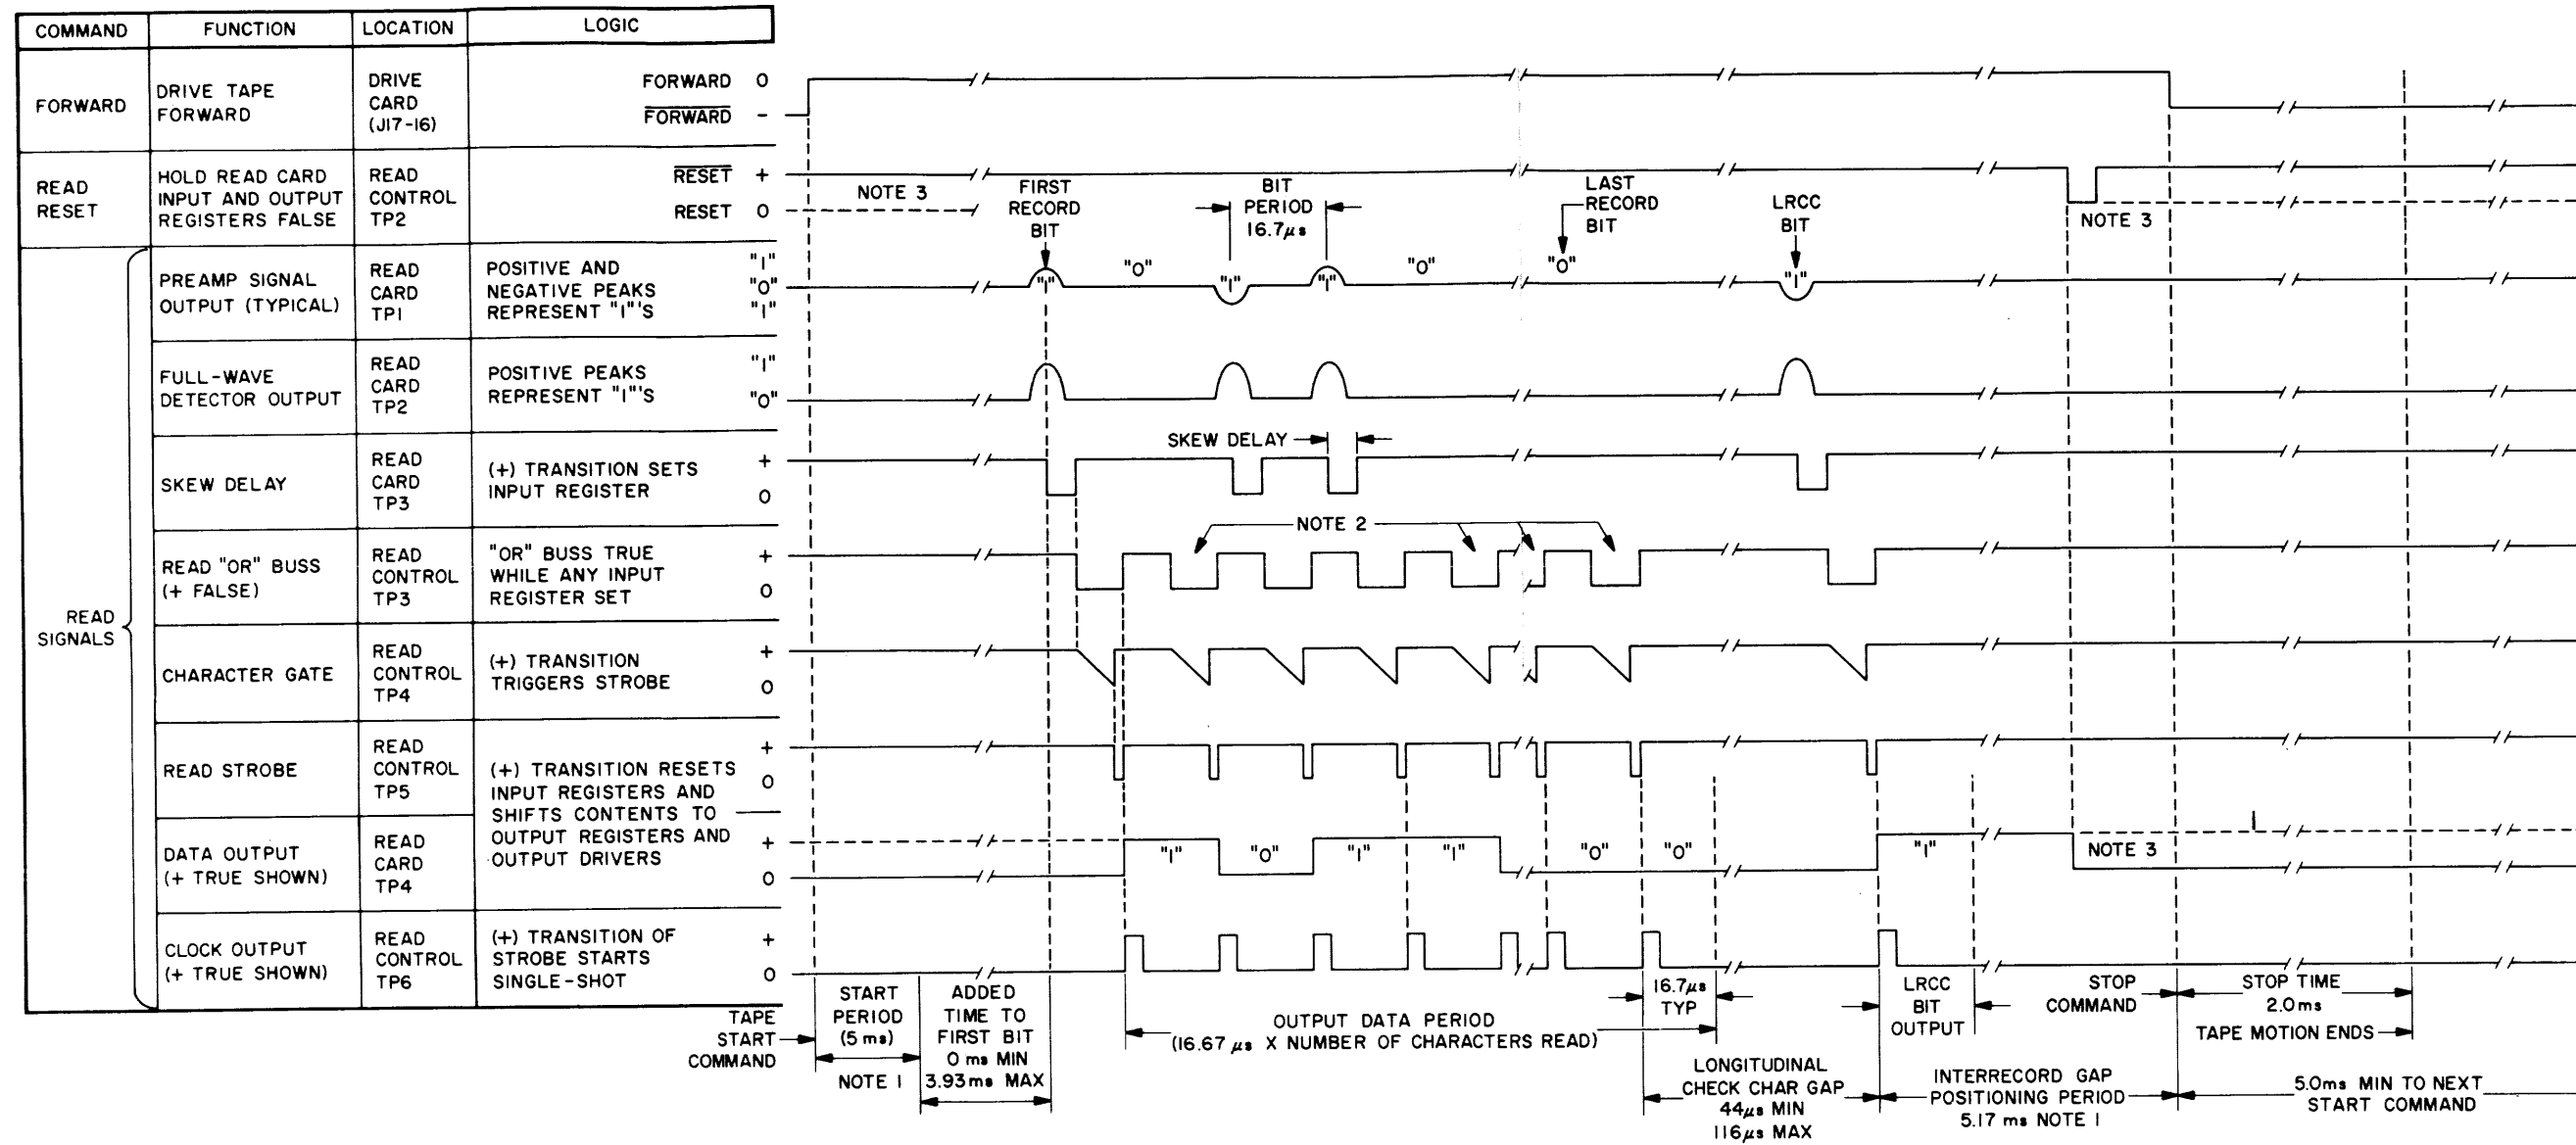 COMMAND FUNCTION LOCATION LOGIC
FORWARD
DRIVE TAPE
FORWARD
DRIVE
CARD
(J17-16)
FORWARD 0
FORWARD -
READ
RESET
HOLD READ CARD
INPUT AND OUTPUT
REGISTERS FALSE
READ
CONTROL
TP2
RESET +
RESET 0
NOTE 3
FIRST
RECORD
BIT
BIT
PERIOD
16.7μs
LAST
RECORD
BIT
LRCC
BIT
NOTE 3
READ
SIGNALS
PREAMP SIGNAL
OUTPUT (TYPICAL)
READ
CARD
TP1
POSITIVE AND
NEGATIVE PEAKS
REPRESENT "1"'S
"1"
"0"
"1"
"1" "0" "1" "1" "0" "0" "1"
FULL-WAVE
DETECTOR OUTPUT
READ
CARD
TP2
POSITIVE PEAKS
REPRESENT "1"'S
"1"
"0"
SKEW DELAY
READ
CARD
TP3
(+) TRANSITION SETS
INPUT REGISTER
+
0
SKEW DELAY
READ "OR" BUSS
(+ FALSE)
READ
CONTROL
TP3
"OR" BUSS TRUE
WHILE ANY INPUT
REGISTER SET
+
0
NOTE 2
CHARACTER GATE
READ
CONTROL
TP4
(+) TRANSITION
TRIGGERS STROBE
+
0
READ STROBE
READ
CONTROL
TP5
(+) TRANSITION RESETS
INPUT REGISTERS AND
SHIFTS CONTENTS TO
OUTPUT REGISTERS AND
OUTPUT DRIVERS
+
0
DATA OUTPUT
(+ TRUE SHOWN)
READ
CARD
TP4
+
0
"1" "0" "1" "1" "0" "0" "1"
NOTE 3
CLOCK OUTPUT
(+ TRUE SHOWN)
READ
CONTROL
TP6
(+) TRANSITION OF
STROBE STARTS
SINGLE-SHOT
+
0
TAPE
START
COMMAND
START
PERIOD
(5 ms)
NOTE 1
ADDED
TIME TO
FIRST BIT
0 ms MIN
3.93ms MAX
OUTPUT DATA PERIOD
(16.67 μs X NUMBER OF CHARACTERS READ)
16.7μs
TYP
LONGITUDINAL
CHECK CHAR GAP
44μs MIN
116μs MAX
LRCC
BIT
OUTPUT
INTERRECORD GAP
POSITIONING PERIOD
5.17 ms NOTE 1
STOP
COMMAND
STOP TIME
2.0ms
TAPE MOTION ENDS
5.0ms MIN TO NEXT
START COMMAND